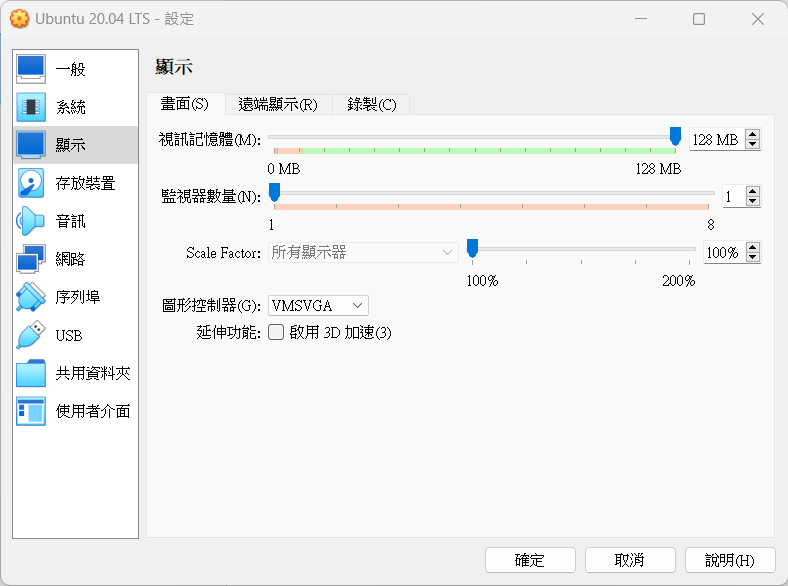 Ubuntu 20.04 LTS - 設定
一般
系統
顯示
存放裝置
音訊
網路
序列埠
USB
共用資料夾
使用者介面
顯示
畫面(S) 遠端顯示(R) 錄製(C)
視訊記憶體(M): 128 MB
0 MB 128 MB
監視器數量(N): 1
1 8
Scale Factor: 所有顯示器 100%
100% 200%
圖形控制器(G): VMSVGA
延伸功能: 啟用 3D 加速(3)
確定 取消 說明(H)